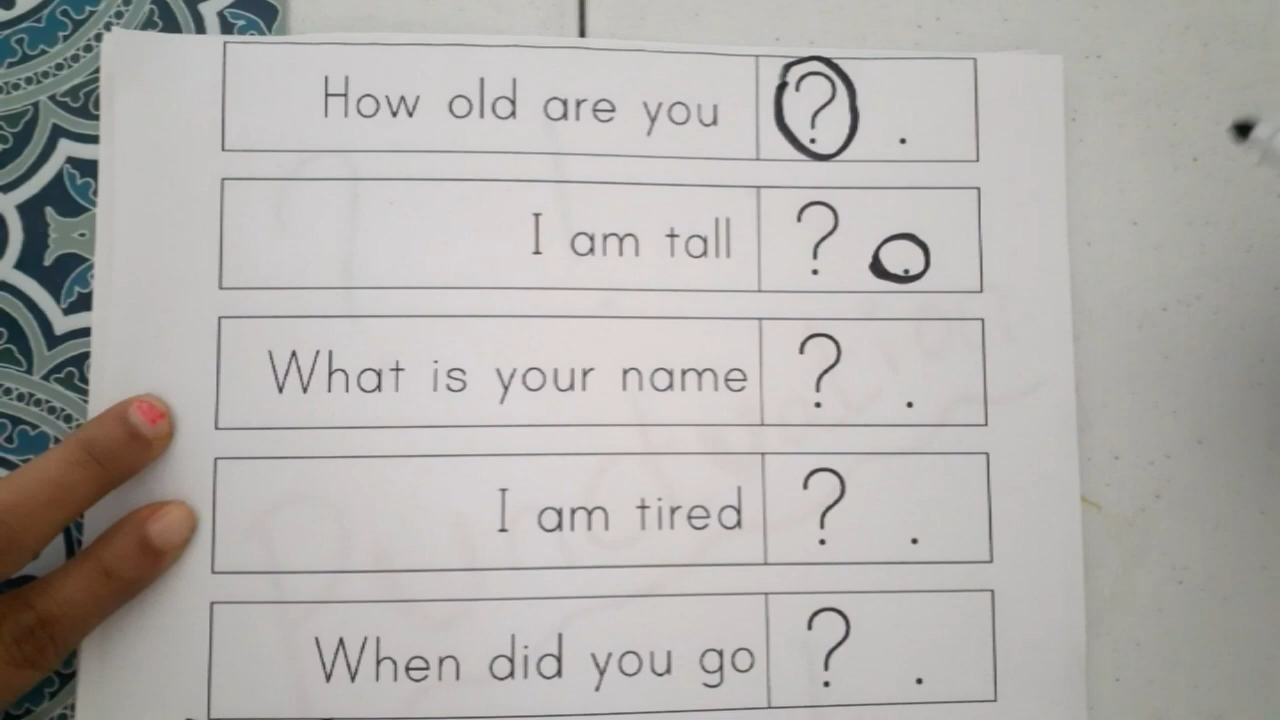 How old are you ? .
I am tall ? .
What is your name ? .
I am tired ? .
When did you go ? .